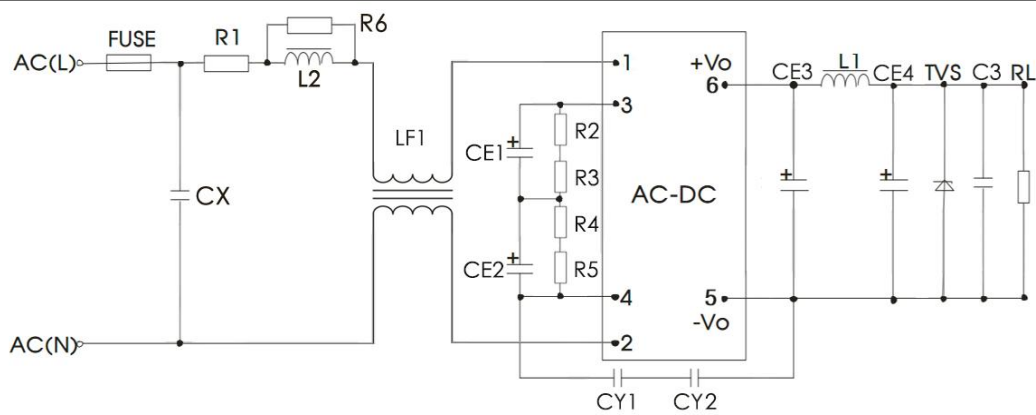 FUSE
R1
R6
AC(L)
L2
LF1
1
+Vo
6
CE3
L1
CE4
TVS
C3
RL
3
R2
CE1
+
R3
AC-DC
CX
+
+
R4
CE2
+
R5
4
5
-Vo
AC(N)
2
CY1
CY2